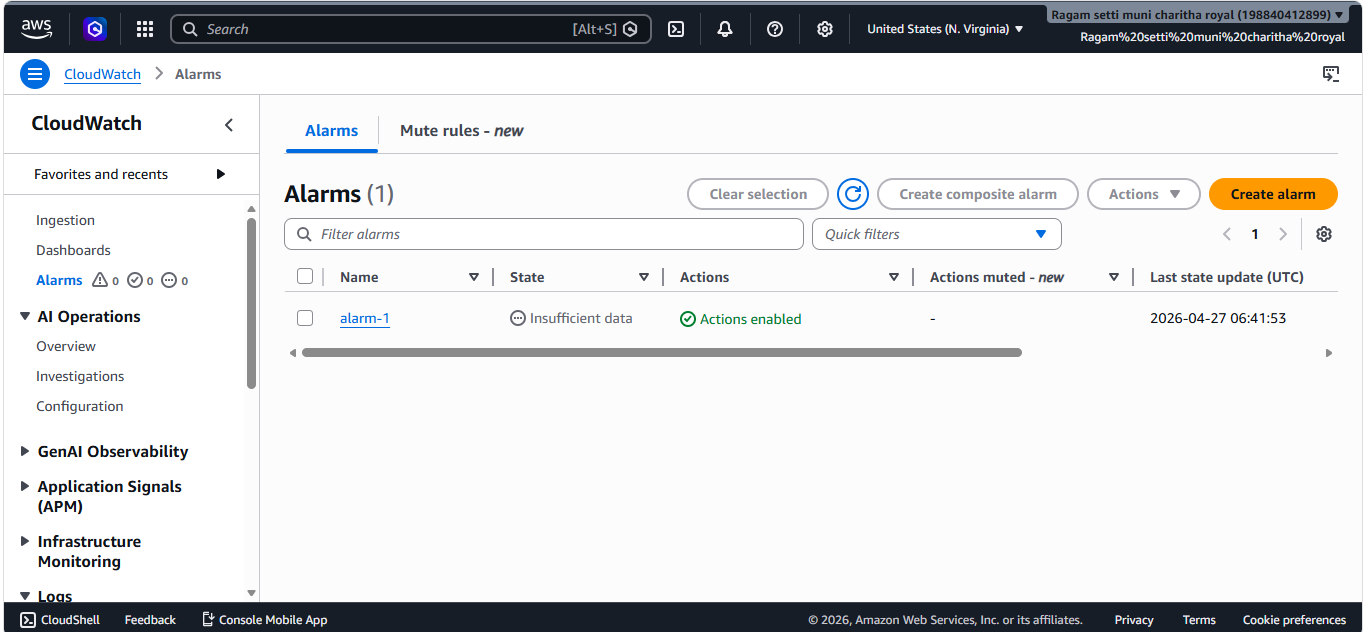 aws
Search [Alt+S]
United States (N. Virginia)
Ragam setti muni charitha royal (198840412899)
Ragam%20setti%20muni%20charitha%20royal
CloudWatch > Alarms
CloudWatch
Favorites and recents
Ingestion
Dashboards
Alarms 0 0 0
AI Operations
Overview
Investigations
Configuration
GenAI Observability
Application Signals
(APM)
Infrastructure
Monitoring
Logs
Alarms Mute rules - new
Alarms (1)
Clear selection Create composite alarm Actions Create alarm
Filter alarms Quick filters 1
Name State Actions Actions muted - new Last state update (UTC)
alarm-1 Insufficient data Actions enabled - 2026-04-27 06:41:53
CloudShell Feedback Console Mobile App © 2026, Amazon Web Services, Inc. or its affiliates. Privacy Terms Cookie preferences